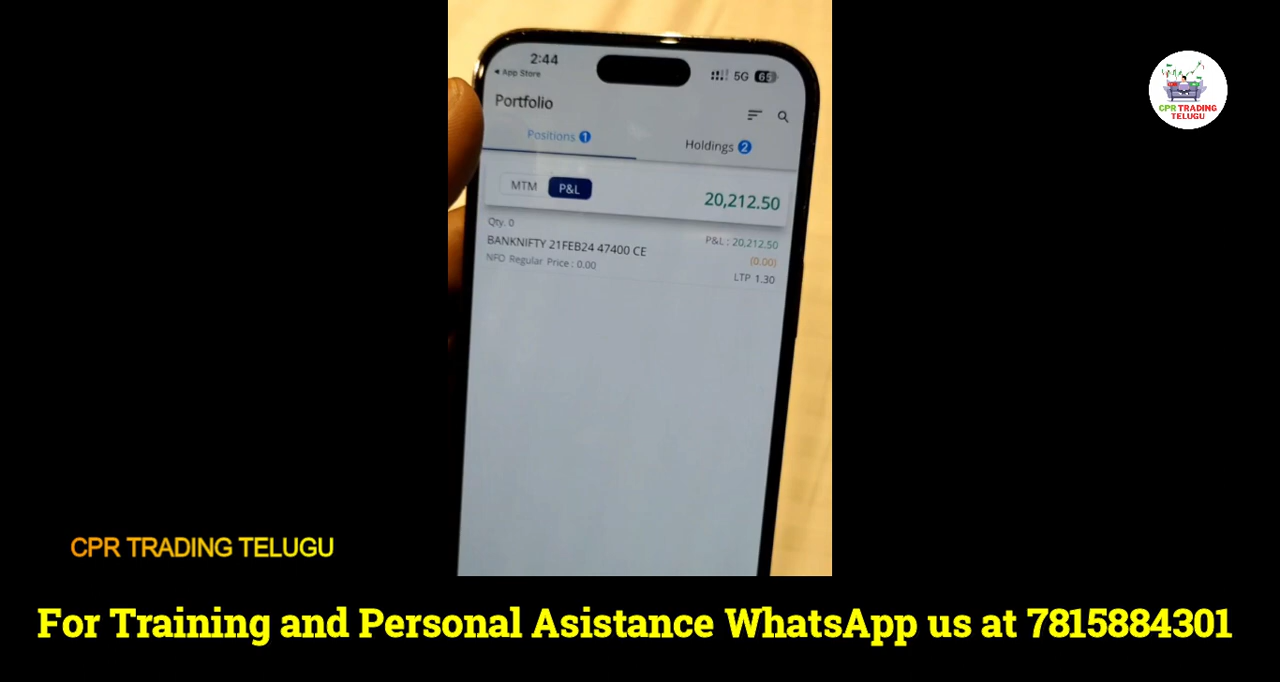 2:44
App Store
5G 65
Portfolio
Positions 1
Holdings 2
MTM P&L
20,212.50
Qty. 0
P&L : 20,212.50
BANKNIFTY 21FEB24 47400 CE
(0.00)
NFO Regular Price : 0.00
LTP 1.30
CPR TRADING
TELUGU
CPR TRADING TELUGU
For Training and Personal Asistance WhatsApp us at 7815884301